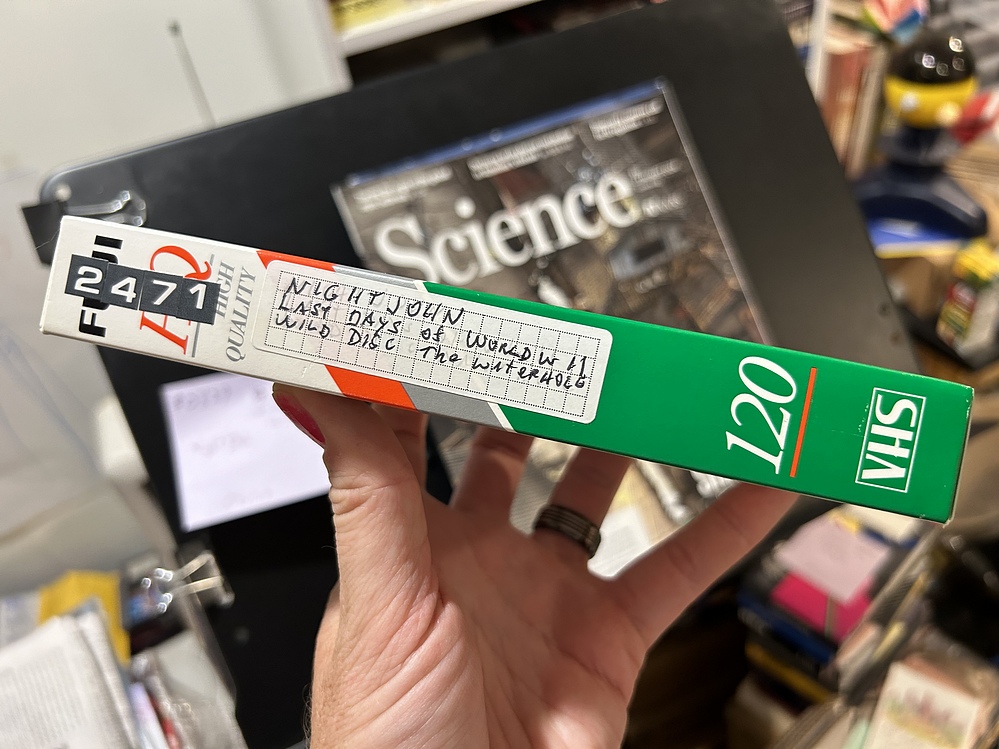 Science
FUJI
2471
HQ
HIGH
QUALITY
NIGHTJOHN
LAST DAYS of WORLD W II
WILD DISC The WATERHOLE
120
VHS